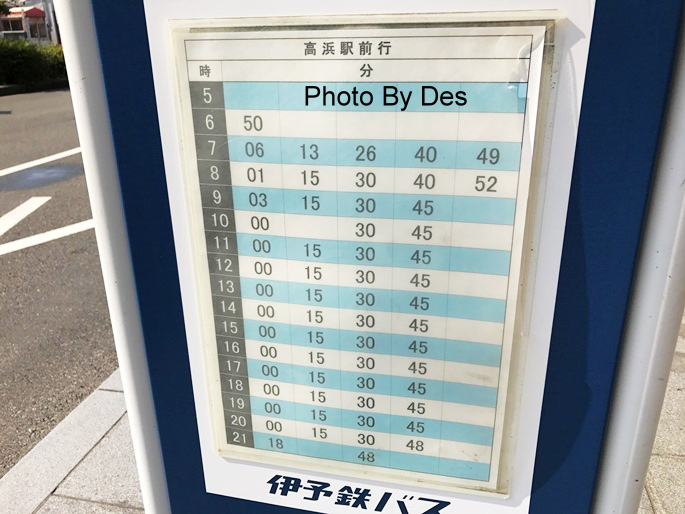 高浜駅前行
時 分
5 Photo By Des
6 50
7 06 13 26 40 49
8 01 15 30 40 52
9 03 15 30 45
10 00 30 45
11 00 15 30 45
12 00 15 30 45
13 00 15 30 45
14 00 15 30 45
15 00 15 30 45
16 00 15 30 45
17 00 15 30 45
18 00 15 30 45
19 00 15 30 45
20 00 15 30 48
21 18 48
伊予鉄バス